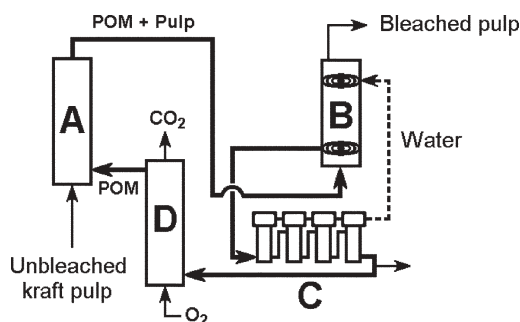 POM + Pulp
Bleached pulp
A
B
CO2
Water
POM
D
Unbleached
kraft pulp
C
O2